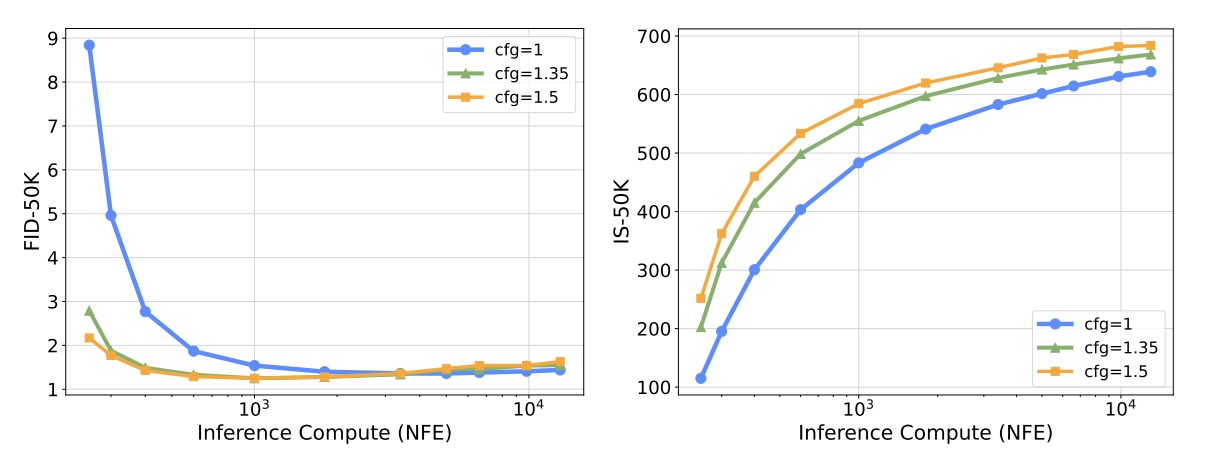 9
8
7
6
5
4
3
2
1
FID-50K
cfg=1
cfg=1.35
cfg=1.5
10³
10⁴
Inference Compute (NFE)
700
600
500
400
300
200
100
IS-50K
cfg=1
cfg=1.35
cfg=1.5
10³
10⁴
Inference Compute (NFE)